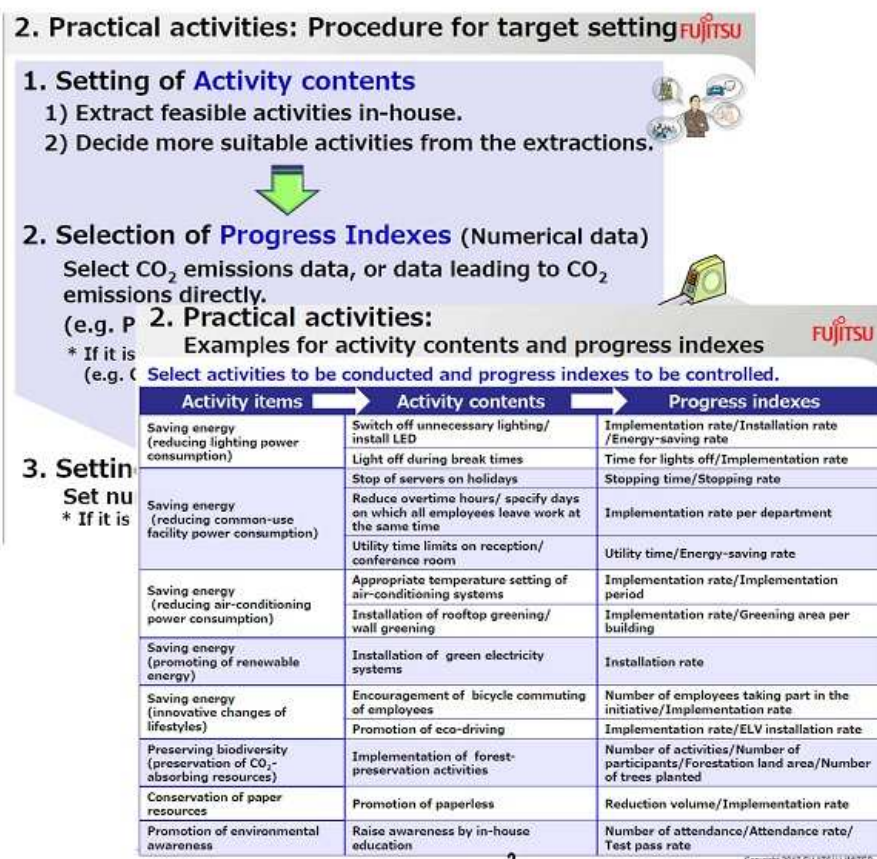 2. Practical activities: Procedure for target setting
FUJITSU
1. Setting of Activity contents
1) Extract feasible activities in-house.
2) Decide more suitable activities from the extractions.
2. Selection of Progress Indexes (Numerical data)
Select CO₂ emissions data, or data leading to CO₂
emissions directly.
(e.g. P
* If it is
(e.g.
3. Settin
Set nu
* If it is
2. Practical activities:
Examples for activity contents and progress indexes
FUJITSU
Select activities to be conducted and progress indexes to be controlled.
Activity items Activity contents Progress indexes
Saving energy
(reducing lighting power
consumption)
Switch off unnecessary lighting/
install LED
Implementation rate/Installation rate
/Energy-saving rate
Light off during break times
Time for lights off/Implementation rate
Saving energy
(reducing common-use
facility power consumption)
Stop of servers on holidays
Stopping time/Stopping rate
Reduce overtime hours/ specify days
on which all employees leave work at
the same time
Implementation rate per department
Utility time limits on reception/
conference room
Utility time/Energy-saving rate
Saving energy
(reducing air-conditioning
power consumption)
Appropriate temperature setting of
air-conditioning systems
Implementation rate/Implementation
period
Installation of rooftop greening/
wall greening
Implementation rate/Greening area per
building
Saving energy
(promoting of renewable
energy)
Installation of green electricity
systems
Installation rate
Saving energy
(innovative changes of
lifestyles)
Encouragement of bicycle commuting
of employees
Number of employees taking part in the
initiative/Implementation rate
Promotion of eco-driving
Implementation rate/ELV installation rate
Preserving biodiversity
(preservation of CO₂-
absorbing resources)
Implementation of forest-
preservation activities
Number of activities/Number of
participants/Forestation land area/Number
of trees planted
Conservation of paper
resources
Promotion of paperless
Reduction volume/Implementation rate
Promotion of environmental
awareness
Raise awareness by in-house
education
Number of attendance/Attendance rate/
Test pass rate